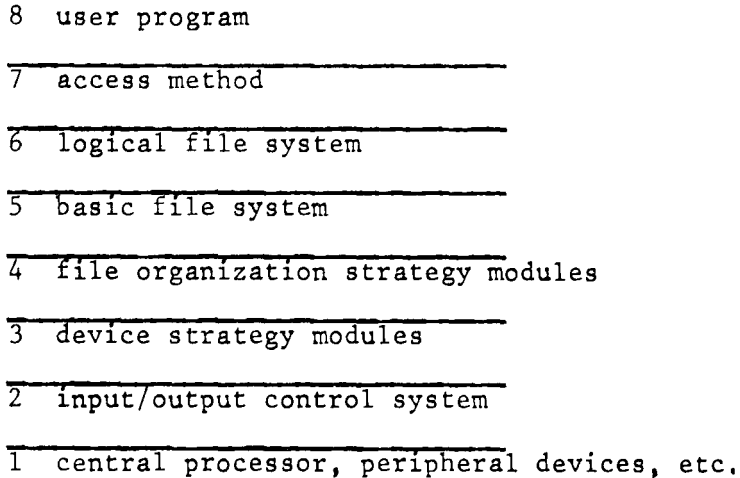 8 user program
7 access method
6 logical file system
5 basic file system
4 file organization strategy modules
3 device strategy modules
2 input/output control system
1 central processor, peripheral devices, etc.